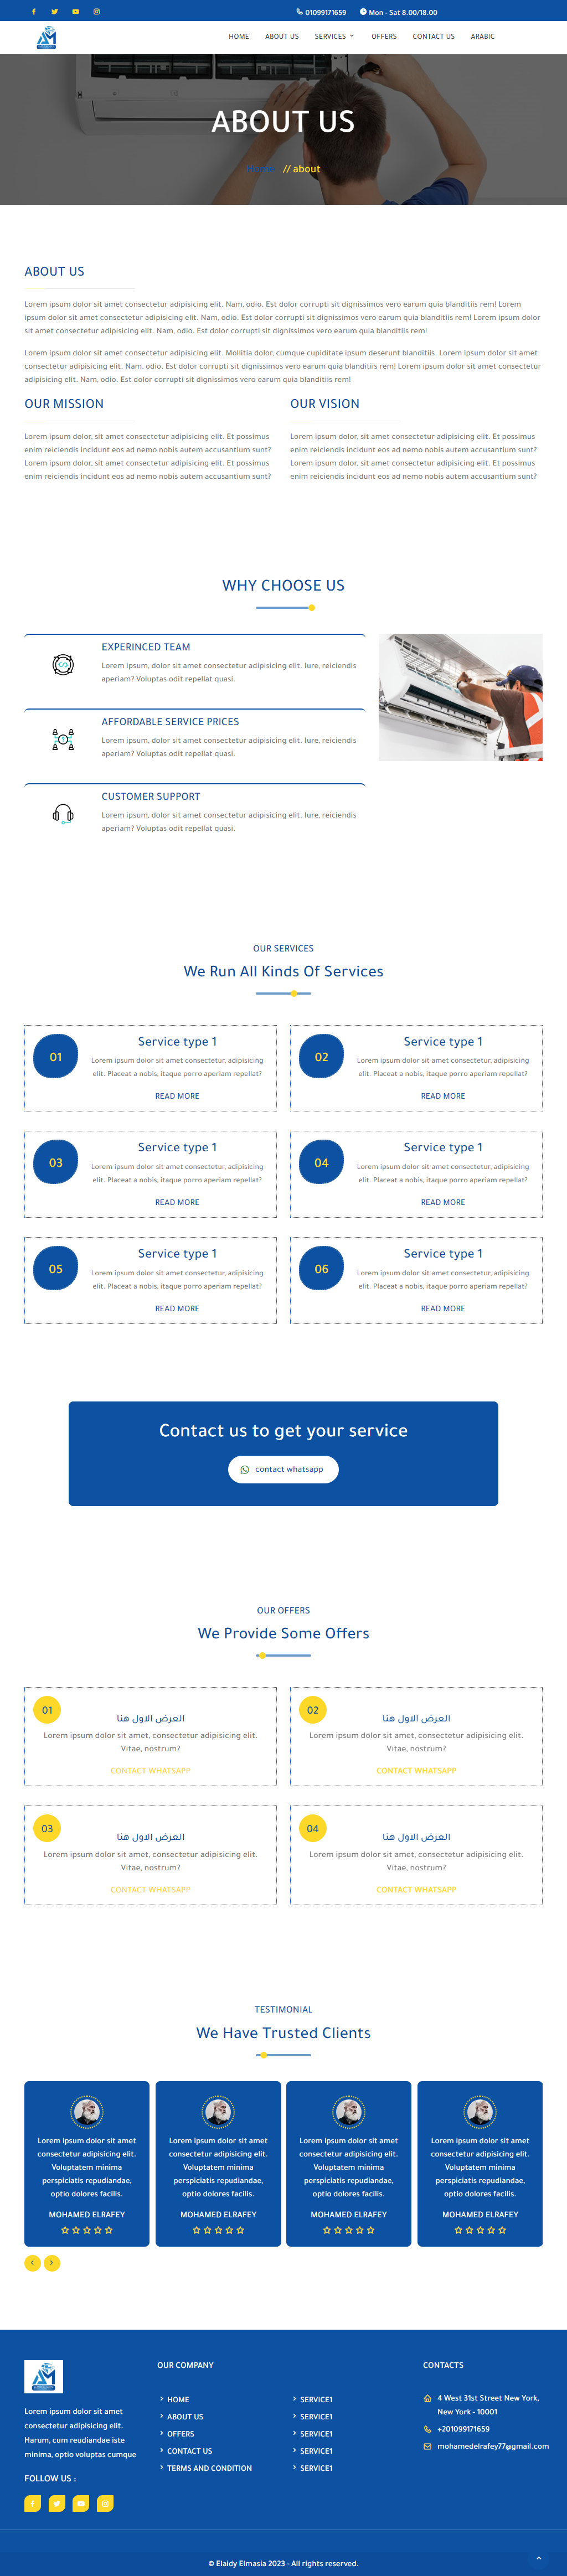 01099171659 Mon - Sat 8.00/18.00
HOME ABOUT US SERVICES OFFERS CONTACT US ARABIC
ABOUT US
// about
ABOUT US
Lorem ipsum dolor sit amet consectetur adipisicing elit. Nam, odio. Est dolor corrupti sit dignissimos vero earum quia blanditiis rem! Lorem
ipsum dolor sit amet consectetur adipisicing elit. Nam, odio. Est dolor corrupti sit dignissimos vero earum quia blanditiis rem! Lorem ipsum dolor
sit amet consectetur adipisicing elit. Nam, odio. Est dolor corrupti sit dignissimos vero earum quia blanditiis rem!
Lorem ipsum dolor sit amet consectetur adipisicing elit. Mollitia dolor, cumque cupiditate ipsum deserunt blanditiis. Lorem ipsum dolor sit amet
consectetur adipisicing elit. Nam, odio. Est dolor corrupti sit dignissimos vero earum quia blanditiis rem! Lorem ipsum dolor sit amet consectetur
adipisicing elit. Nam, odio. Est dolor corrupti sit dignissimos vero earum quia blanditiis rem!
OUR MISSION
Lorem ipsum dolor, sit amet consectetur adipisicing elit. Et possimus
enim reiciendis incidunt eos ad nemo nobis autem accusantium sunt?
Lorem ipsum dolor, sit amet consectetur adipisicing elit. Et possimus
enim reiciendis incidunt eos ad nemo nobis autem accusantium sunt?
OUR VISION
Lorem ipsum dolor, sit amet consectetur adipisicing elit. Et possimus
enim reiciendis incidunt eos ad nemo nobis autem accusantium sunt?
Lorem ipsum dolor, sit amet consectetur adipisicing elit. Et possimus
enim reiciendis incidunt eos ad nemo nobis autem accusantium sunt?
WHY CHOOSE US
EXPERINCED TEAM
Lorem ipsum, dolor sit amet consectetur adipisicing elit. Iure, reiciendis
aperiam? Voluptas odit repellat quasi.
AFFORDABLE SERVICE PRICES
Lorem ipsum, dolor sit amet consectetur adipisicing elit. Iure, reiciendis
aperiam? Voluptas odit repellat quasi.
CUSTOMER SUPPORT
Lorem ipsum, dolor sit amet consectetur adipisicing elit. Iure, reiciendis
aperiam? Voluptas odit repellat quasi.
OUR SERVICES
We Run All Kinds Of Services
01
Service type 1
Lorem ipsum dolor sit amet consectetur, adipisicing
elit. Placeat a nobis, itaque porro aperiam repellat?
READ MORE
02
Service type 1
Lorem ipsum dolor sit amet consectetur, adipisicing
elit. Placeat a nobis, itaque porro aperiam repellat?
READ MORE
03
Service type 1
Lorem ipsum dolor sit amet consectetur, adipisicing
elit. Placeat a nobis, itaque porro aperiam repellat?
READ MORE
04
Service type 1
Lorem ipsum dolor sit amet consectetur, adipisicing
elit. Placeat a nobis, itaque porro aperiam repellat?
READ MORE
05
Service type 1
Lorem ipsum dolor sit amet consectetur, adipisicing
elit. Placeat a nobis, itaque porro aperiam repellat?
READ MORE
06
Service type 1
Lorem ipsum dolor sit amet consectetur, adipisicing
elit. Placeat a nobis, itaque porro aperiam repellat?
READ MORE
Contact us to get your service
contact whatsapp
OUR OFFERS
We Provide Some Offers
01
العرض الاول هنا
Lorem ipsum dolor sit amet, consectetur adipisicing elit.
Vitae, nostrum?
CONTACT WHATSAPP
02
العرض الاول هنا
Lorem ipsum dolor sit amet, consectetur adipisicing elit.
Vitae, nostrum?
CONTACT WHATSAPP
03
العرض الاول هنا
Lorem ipsum dolor sit amet, consectetur adipisicing elit.
Vitae, nostrum?
CONTACT WHATSAPP
04
العرض الاول هنا
Lorem ipsum dolor sit amet, consectetur adipisicing elit.
Vitae, nostrum?
CONTACT WHATSAPP
TESTIMONIAL
We Have Trusted Clients
Lorem ipsum dolor sit amet
consectetur adipisicing elit.
Voluptatem minima
perspiciatis repudiandae,
optio dolores facilis.
MOHAMED ELRAFEY
Lorem ipsum dolor sit amet
consectetur adipisicing elit.
Voluptatem minima
perspiciatis repudiandae,
optio dolores facilis.
MOHAMED ELRAFEY
Lorem ipsum dolor sit amet
consectetur adipisicing elit.
Voluptatem minima
perspiciatis repudiandae,
optio dolores facilis.
MOHAMED ELRAFEY
Lorem ipsum dolor sit amet
consectetur adipisicing elit.
Voluptatem minima
perspiciatis repudiandae,
optio dolores facilis.
MOHAMED ELRAFEY
Lorem ipsum dolor sit amet
consectetur adipisicing elit.
Harum, cum reudiandae iste
minima, optio voluptas cumque
FOLLOW US :
OUR COMPANY
HOME
ABOUT US
OFFERS
CONTACT US
TERMS AND CONDITION
SERVICE1
SERVICE1
SERVICE1
SERVICE1
SERVICE1
CONTACTS
4 West 31st Street New York,
New York - 10001
+201099171659
mohamedelrafey77@gmail.com
© Elaidy Elmasia 2023 - All rights reserved.